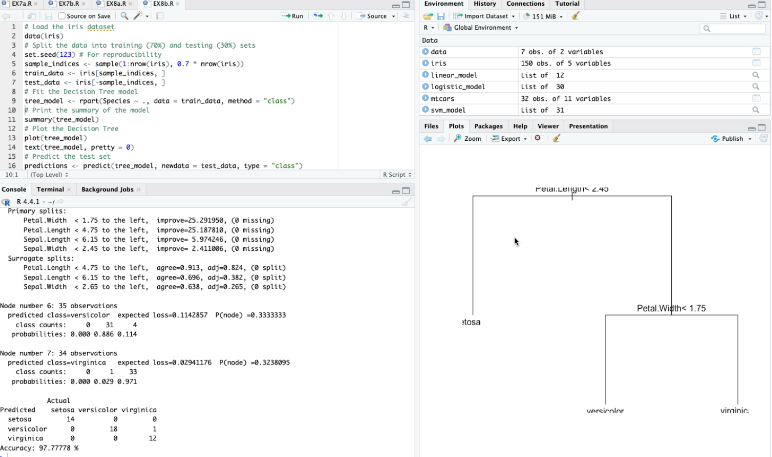 EX7a.R × EX7b.R × EX8a.R × EX8b.R ×
Source on Save Run Source
1 # Load the iris dataset
2 data(iris)
3 # Split the data into training (70%) and testing (30%) sets
4 set.seed(123) # For reproducibility
5 sample_indices <- sample(1:nrow(iris), 0.7 * nrow(iris))
6 train_data <- iris[sample_indices, ]
7 test_data <- iris[-sample_indices, ]
8 # Fit the Decision Tree model
9 tree_model <- rpart(Species ~ ., data = train_data, method = "class")
10 # Print the summary of the model
11 summary(tree_model)
12 # Plot the Decision Tree
13 plot(tree_model)
14 text(tree_model, pretty = 0)
15 # Predict the test set
16 predictions <- predict(tree_model, newdata = test_data, type = "class")
10:1 (Top Level) R Script
Console Terminal × Background Jobs ×
R 4.4.1 · ~/
Primary splits:
Petal.Width < 1.75 to the left, improve=25.291950, (0 missing)
Petal.Length < 4.75 to the left, improve=25.187810, (0 missing)
Sepal.Length < 6.15 to the left, improve= 5.974246, (0 missing)
Sepal.Width < 2.45 to the left, improve= 2.411006, (0 missing)
Surrogate splits:
Petal.Length < 4.75 to the left, agree=0.913, adj=0.824, (0 split)
Sepal.Length < 6.15 to the left, agree=0.696, adj=0.382, (0 split)
Sepal.Width < 2.65 to the left, agree=0.638, adj=0.265, (0 split)
Node number 6: 35 observations
predicted class=versicolor expected loss=0.1142857 P(node) =0.3333333
class counts: 0 31 4
probabilities: 0.000 0.886 0.114
Node number 7: 34 observations
predicted class=virginica expected loss=0.02941176 P(node) =0.3238095
class counts: 0 1 33
probabilities: 0.000 0.029 0.971
Actual
Predicted setosa versicolor virginica
setosa 14 0 0
versicolor 0 18 1
virginica 0 0 12
Accuracy: 97.77778 %
>
Environment History Connections Tutorial
Import Dataset 151 MiB List
R Global Environment
Data
data 7 obs. of 2 variables
iris 150 obs. of 5 variables
linear_model List of 12
logistic_model List of 30
mtcars 32 obs. of 11 variables
svm_model List of 31
Files Plots Packages Help Viewer Presentation
Zoom Export Publish
Petal.Length< 2.45
etosa
Petal.Width< 1.75
versicolor
virginic